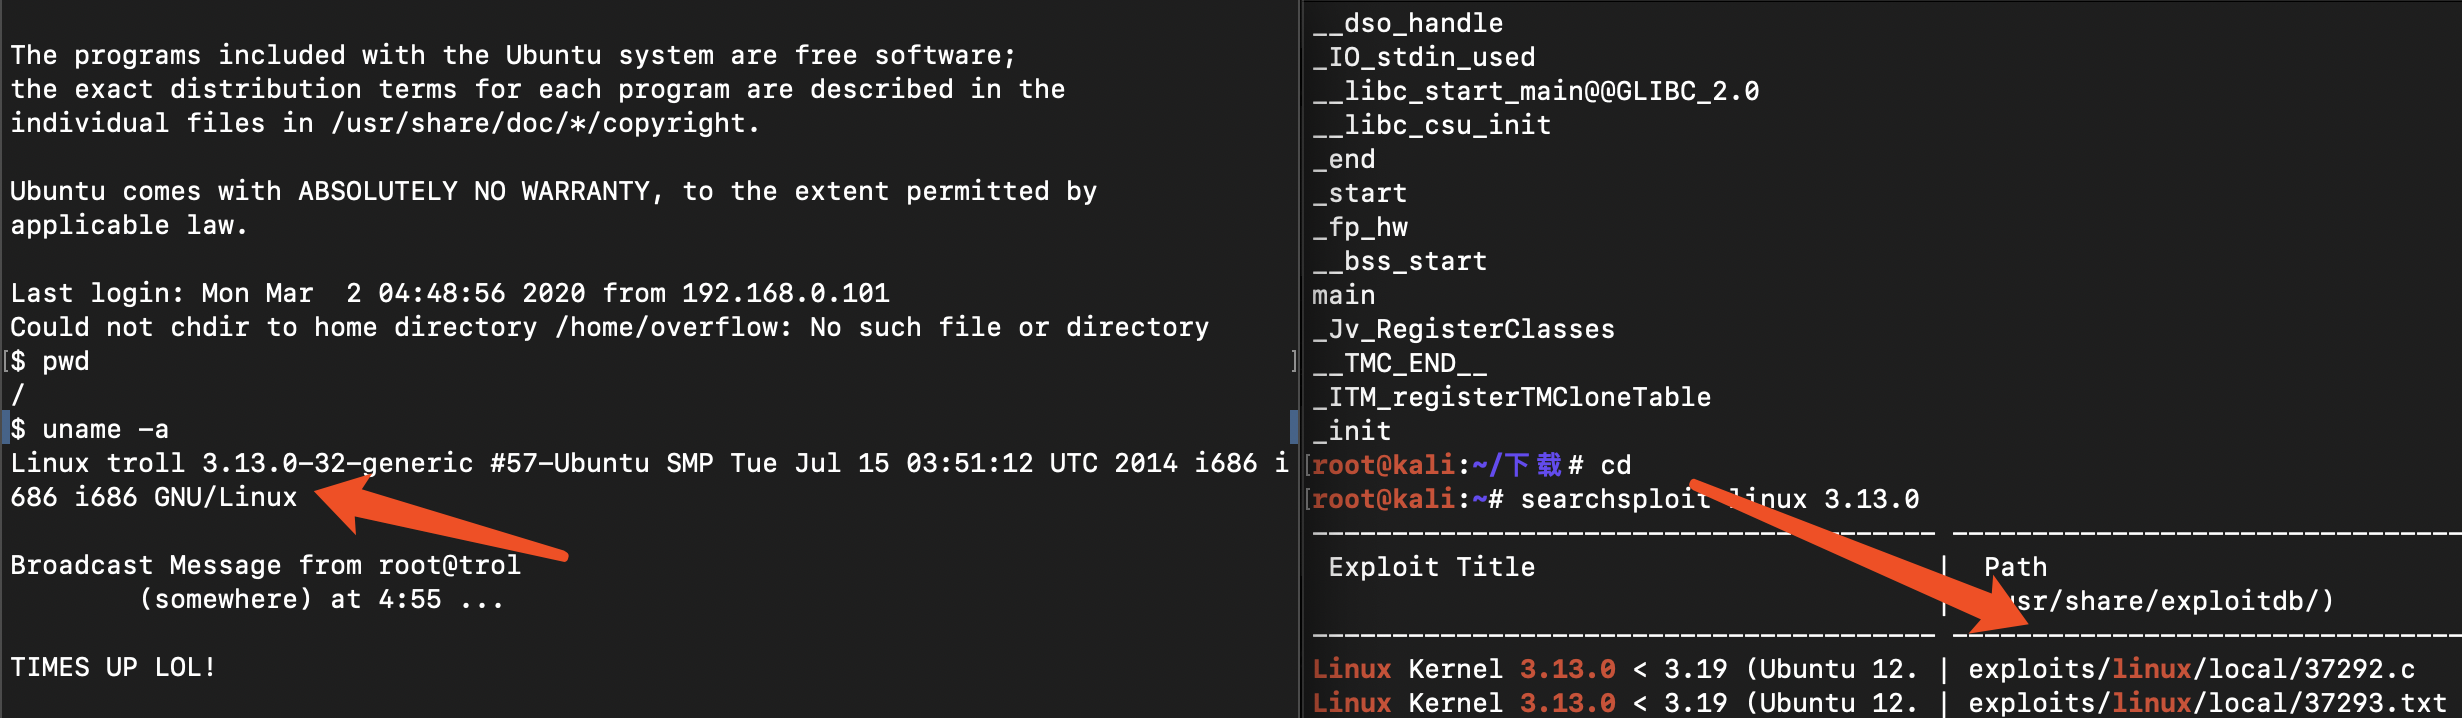 The programs included with the Ubuntu system are free software;
the exact distribution terms for each program are described in the
individual files in /usr/share/doc/*/copyright.
Ubuntu comes with ABSOLUTELY NO WARRANTY, to the extent permitted by
applicable law.
Last login: Mon Mar  2 04:48:56 2020 from 192.168.0.101
Could not chdir to home directory /home/overflow: No such file or directory
[$ pwd ]
/
$ uname -a
Linux troll 3.13.0-32-generic #57-Ubuntu SMP Tue Jul 15 03:51:12 UTC 2014 i686 i
686 i686 GNU/Linux
Broadcast Message from root@trol
(somewhere) at 4:55 ...
TIMES UP LOL!
__dso_handle
_IO_stdin_used
__libc_start_main@@GLIBC_2.0
__libc_csu_init
_end
_start
_fp_hw
__bss_start
main
_Jv_RegisterClasses
__TMC_END__
_ITM_registerTMCloneTable
_init
[root@kali:~/下载# cd
[root@kali:~# searchsploit linux 3.13.0
Exploit Title | Path
| usr/share/exploitdb/)
Linux Kernel 3.13.0 < 3.19 (Ubuntu 12. | exploits/linux/local/37292.c
Linux Kernel 3.13.0 < 3.19 (Ubuntu 12. | exploits/linux/local/37293.txt